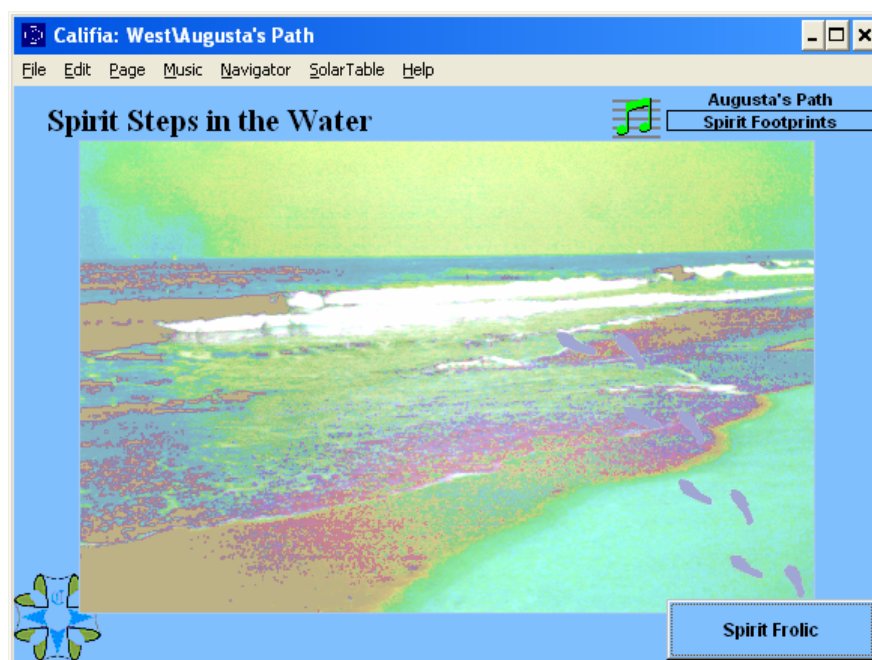 Califia: West\Augusta's Path
File Edit Page Music Navigator SolarTable Help
Spirit Steps in the Water
Augusta's Path
Spirit Footprints
C
Spirit Frolic